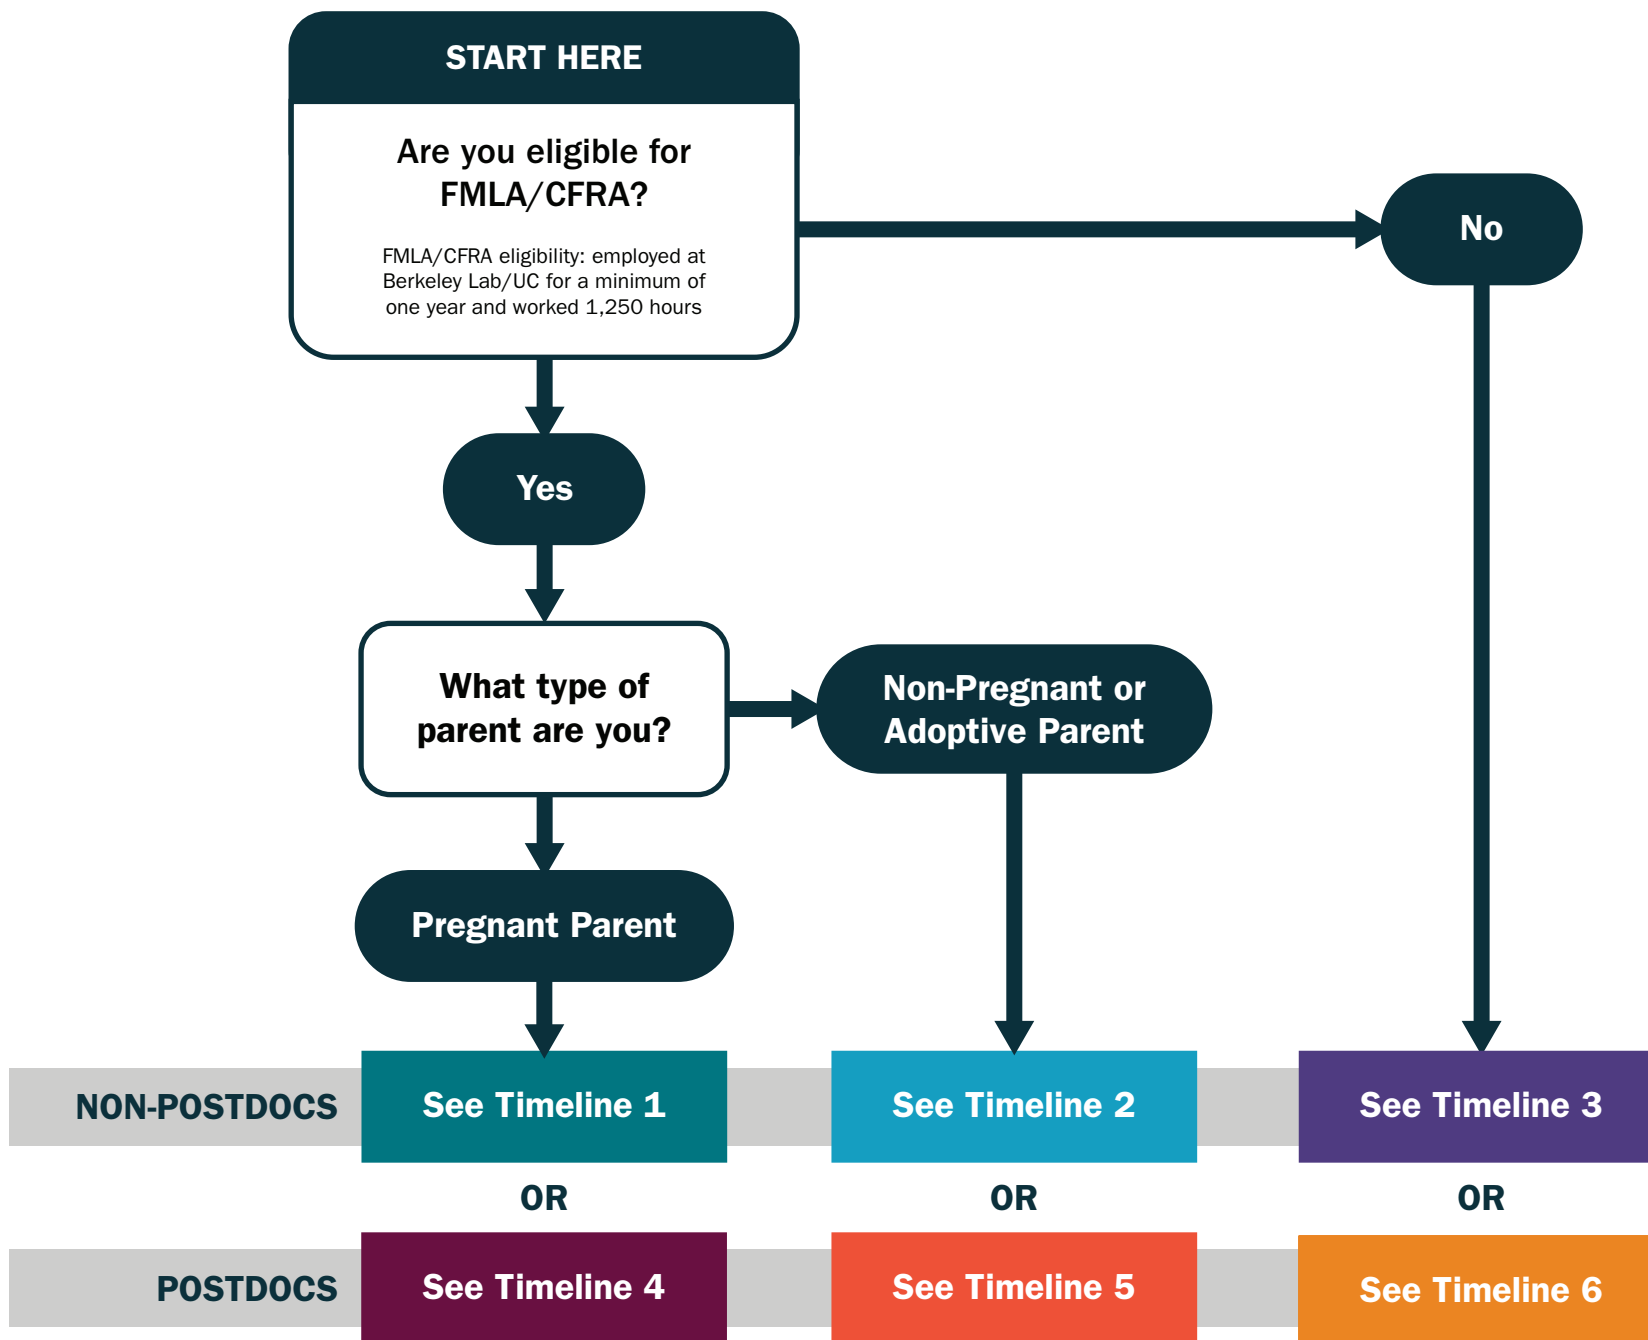 START HERE
Are you eligible for
FMLA/CFRA?
FMLA/CFRA eligibility: employed at
Berkeley Lab/UC for a minimum of
one year and worked 1,250 hours
No
Yes
What type of
parent are you?
Non-Pregnant or
Adoptive Parent
Pregnant Parent
NON-POSTDOCS
See Timeline 1
See Timeline 2
See Timeline 3
OR
OR
OR
POSTDOCS
See Timeline 4
See Timeline 5
See Timeline 6